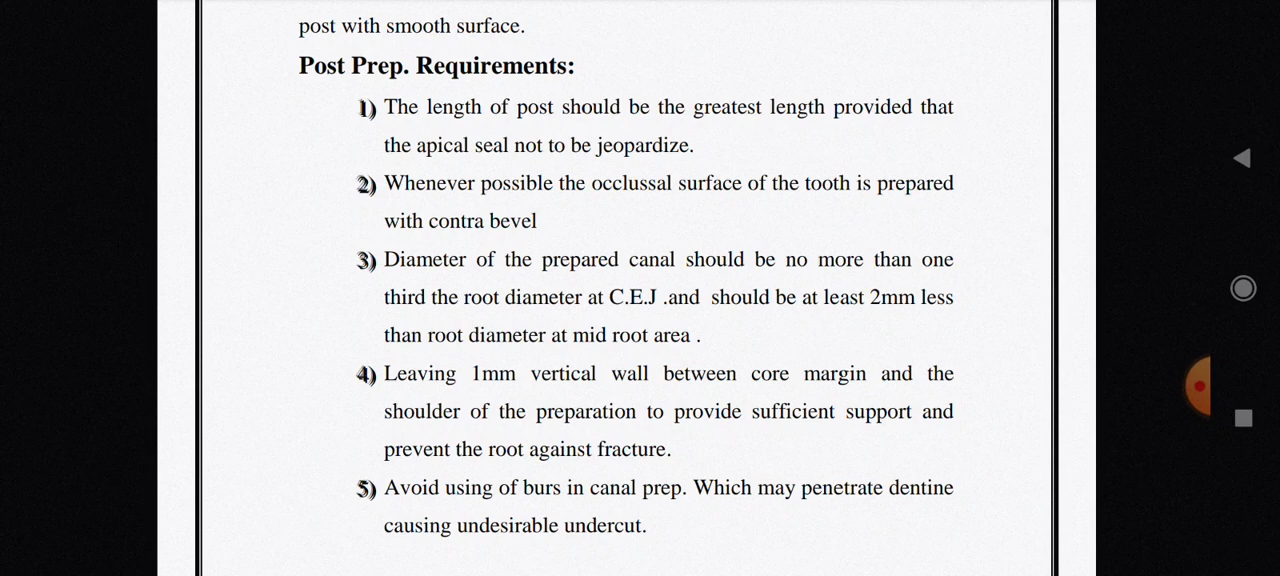 post with smooth surface.
Post Prep. Requirements:
1) The length of post should be the greatest length provided that
the apical seal not to be jeopardize.
2) Whenever possible the occlussal surface of the tooth is prepared
with contra bevel
3) Diameter of the prepared canal should be no more than one
third the root diameter at C.E.J .and should be at least 2mm less
than root diameter at mid root area .
4) Leaving 1mm vertical wall between core margin and the
shoulder of the preparation to provide sufficient support and
prevent the root against fracture.
5) Avoid using of burs in canal prep. Which may penetrate dentine
causing undesirable undercut.